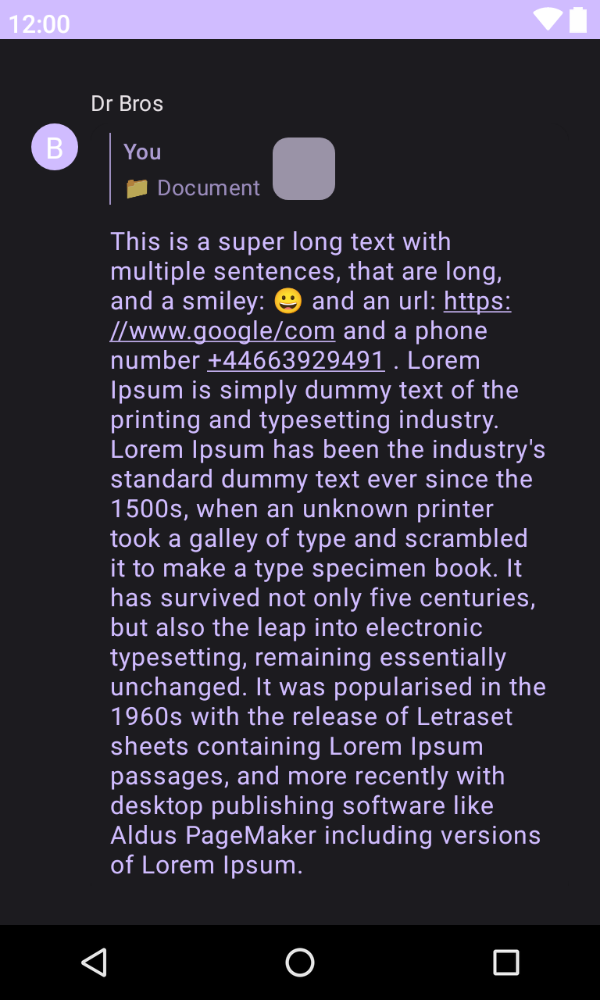 12:00
Dr Bros
B
You
📁 Document
This is a super long text with
multiple sentences, that are long,
and a smiley: 😀 and an url: https:
//www.google/com and a phone
number +44663929491 . Lorem
Ipsum is simply dummy text of the
printing and typesetting industry.
Lorem Ipsum has been the industry's
standard dummy text ever since the
1500s, when an unknown printer
took a galley of type and scrambled
it to make a type specimen book. It
has survived not only five centuries,
but also the leap into electronic
typesetting, remaining essentially
unchanged. It was popularised in the
1960s with the release of Letraset
sheets containing Lorem Ipsum
passages, and more recently with
desktop publishing software like
Aldus PageMaker including versions
of Lorem Ipsum.